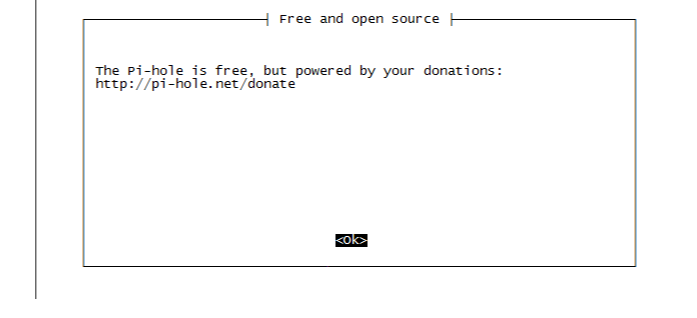 Free and open source
The Pi-hole is free, but powered by your donations:
http://pi-hole.net/donate
<Ok>